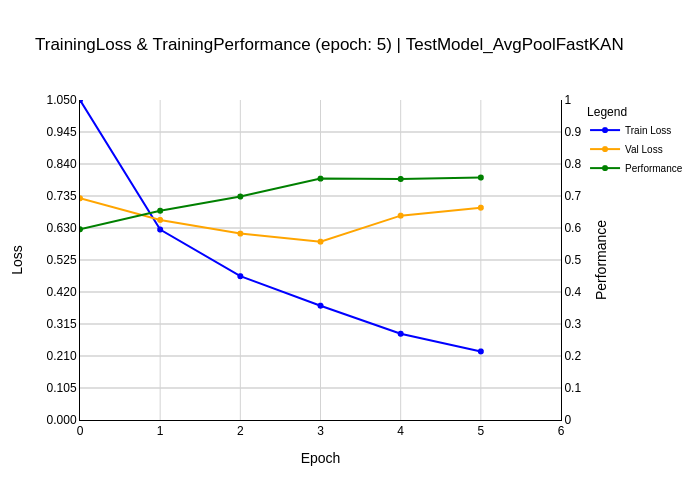 TrainingLoss & TrainingPerformance (epoch: 5) | TestModel_AvgPoolFastKAN
1.050
0.945
0.840
0.735
0.630
0.525
0.420
0.315
0.210
0.105
0.000
Loss
0 1 2 3 4 5 6
Epoch
1
0.9
0.8
0.7
0.6
0.5
0.4
0.3
0.2
0.1
0
Performance
Legend
Train Loss
Val Loss
Performance